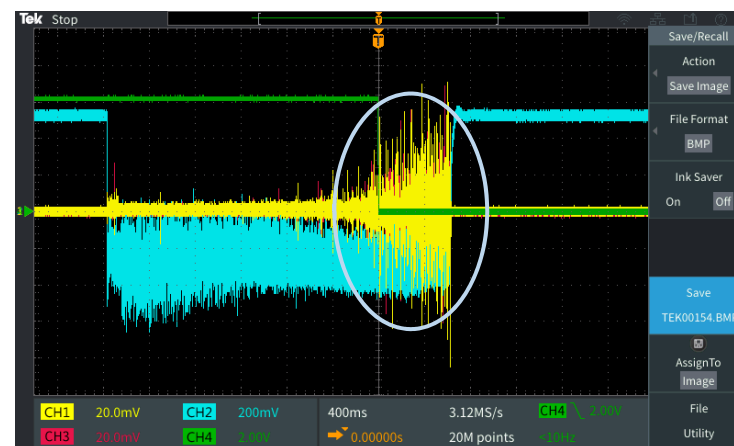 Tek Stop
T
T
Save/Recall
Action
Save Image
File Format
BMP
Ink Saver
On Off
Save
TEK00154.BMP
AssignTo
Image
File
Utility
CH1 20.0mV CH2 200mV 400ms 3.12MS/s CH4 2.00V
CH3 20.0mV CH4 2.00V 0.00000s 20M points <10Hz